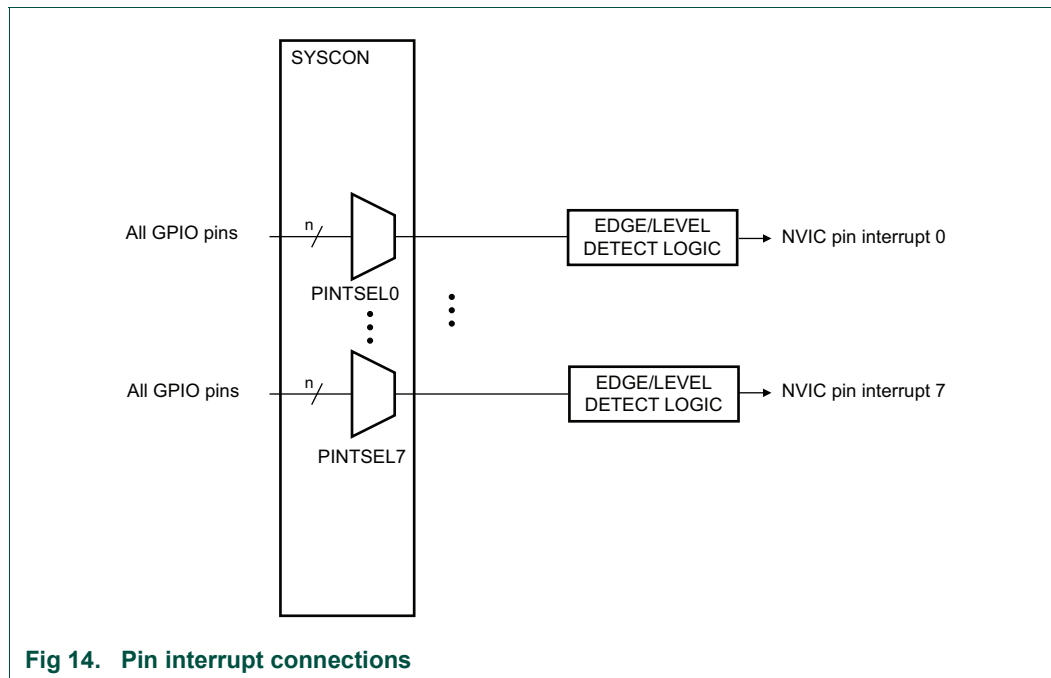 SYSCON
All GPIO pins
n
PINTSEL0
EDGE/LEVEL
DETECT LOGIC
NVIC pin interrupt 0
All GPIO pins
n
PINTSEL7
EDGE/LEVEL
DETECT LOGIC
NVIC pin interrupt 7
Fig 14. Pin interrupt connections